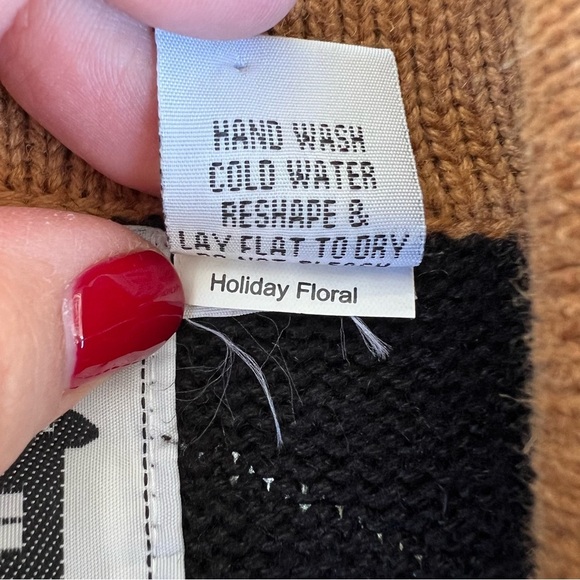 HAND WASH
COLD WATER
RESHAPE &
LAY FLAT TO DRY
Holiday Floral